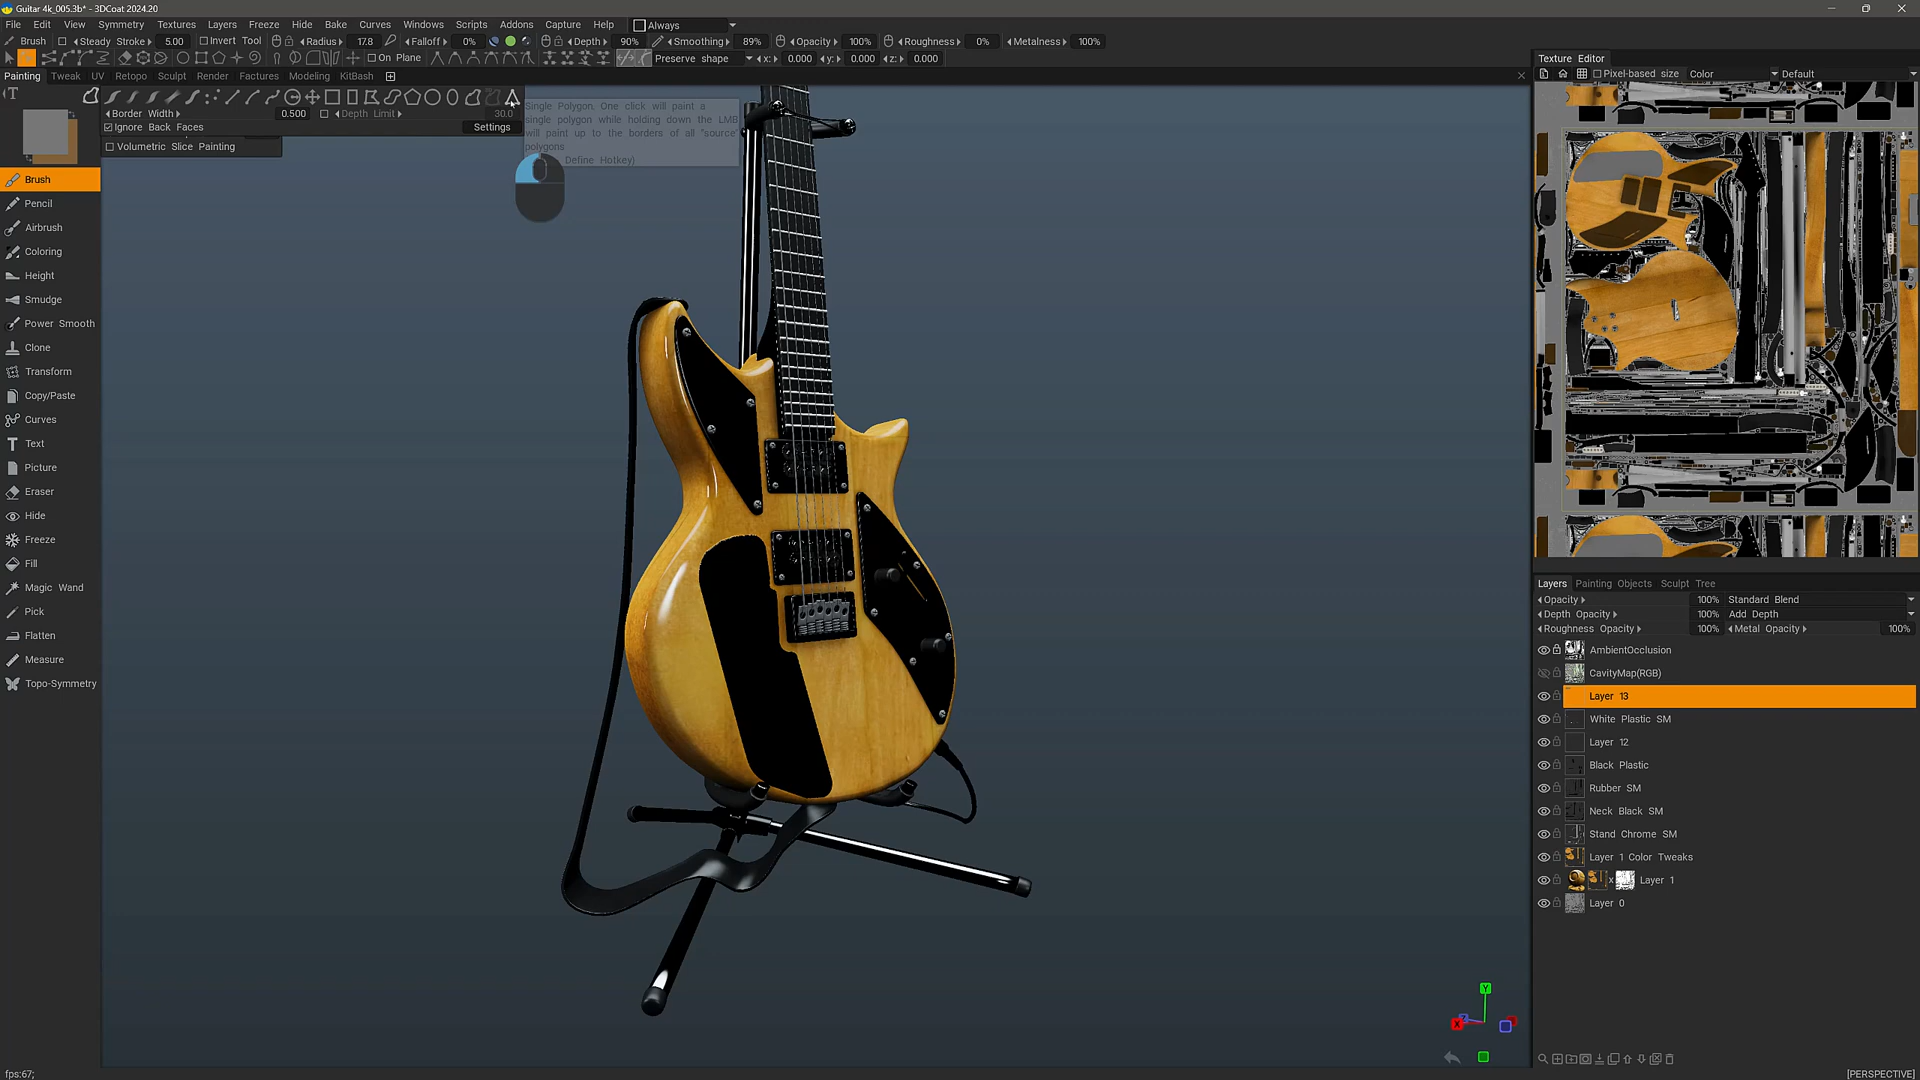 Guitar 4k_005.3b* - 3DCoat 2024.20
File Edit View Symmetry Textures Layers Freeze Hide Bake Curves Windows Scripts Addons Capture Help Always
Brush Steady Stroke 5.00 Invert Tool Radius 17.8 Falloff 0% Depth 90% Smoothing 89% Opacity 100% Roughness 0% Metalness 100%
On Plane Preserve shape x: 0.000 y: 0.000 z: 0.000
Painting Tweak UV Retopo Sculpt Render Factures Modeling KitBash
T
Border Width 0.500 Depth Limit 30.0
Ignore Back Faces Settings
Volumetric Slice Painting
Single Polygon. One click will paint a
single polygon while holding down the LMB
will paint up to the borders of all "source"
polygons
Define Hotkey)
Brush
Pencil
Airbrush
Coloring
Height
Smudge
Power Smooth
Clone
Transform
Copy/Paste
Curves
Text
Picture
Eraser
Hide
Freeze
Fill
Magic Wand
Pick
Flatten
Measure
Topo-Symmetry
Texture Editor
Pixel-based size Color Default
Layers Painting Objects Sculpt Tree
Opacity 100% Standard Blend
Depth Opacity 100% Add Depth
Roughness Opacity 100% Metal Opacity 100%
AmbientOcclusion
CavityMap(RGB)
Layer 13
White Plastic SM
Layer 12
Black Plastic
Rubber SM
Neck Black SM
Stand Chrome SM
Layer 1 Color Tweaks
Layer 1
Layer 0
Y
X
Z
fps:67;
[PERSPECTIVE]